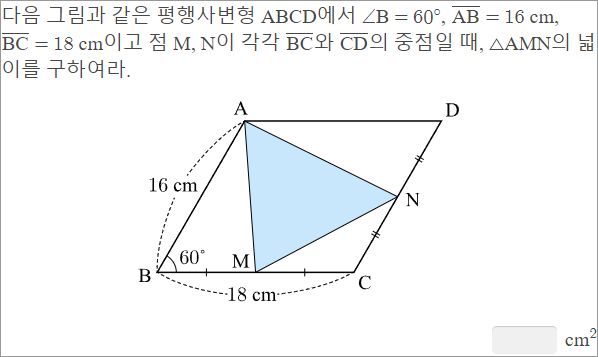 다음 그림과 같은 평행사변형 ABCD에서 ∠B = 60°, AB = 16 cm,
BC = 18 cm이고 점 M, N이 각각 BC와 CD의 중점일 때, △AMN의 넓
이를 구하여라.
A
D
16 cm
N
60°
M
B
C
18 cm
cm²